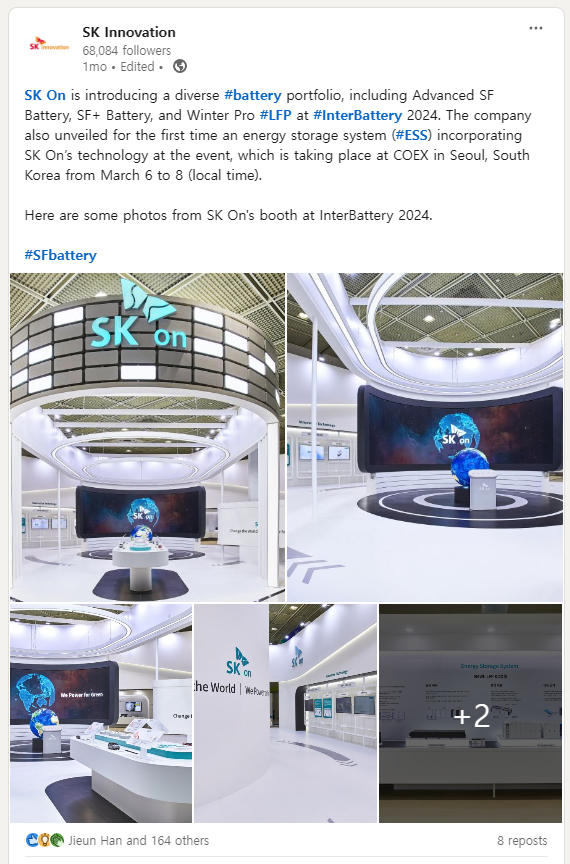 SK Innovation
SK Innovation
68,084 followers
1mo • Edited •
SK On is introducing a diverse #battery portfolio, including Advanced SF
Battery, SF+ Battery, and Winter Pro #LFP at #InterBattery 2024. The company
also unveiled for the first time an energy storage system (#ESS) incorporating
SK On's technology at the event, which is taking place at COEX in Seoul, South
Korea from March 6 to 8 (local time).
Here are some photos from SK On's booth at InterBattery 2024.
#SFbattery
SK on
SK on
SK on
We Power for Green
SK on
the World | We Power
Energy Storage System
+2
Jieun Han and 164 others
8 reposts